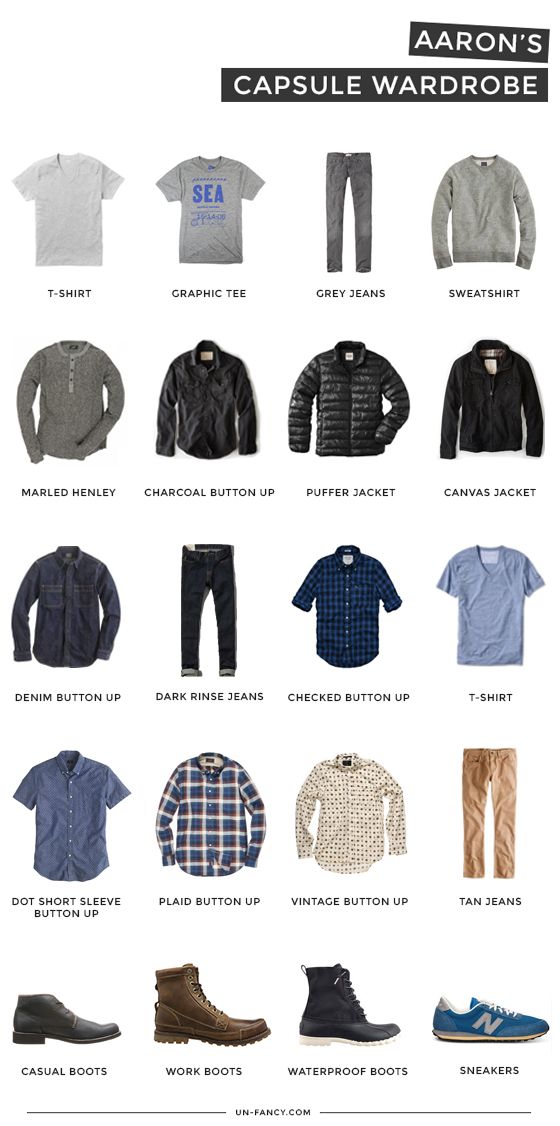 AARON'S
CAPSULE WARDROBE
SEA
T-SHIRT
GRAPHIC TEE
GREY JEANS
SWEATSHIRT
MARLED HENLEY
CHARCOAL BUTTON UP
PUFFER JACKET
CANVAS JACKET
DENIM BUTTON UP
DARK RINSE JEANS
CHECKED BUTTON UP
T-SHIRT
DOT SHORT SLEEVE
BUTTON UP
PLAID BUTTON UP
VINTAGE BUTTON UP
TAN JEANS
N
CASUAL BOOTS
WORK BOOTS
WATERPROOF BOOTS
SNEAKERS
UN-FANCY.COM